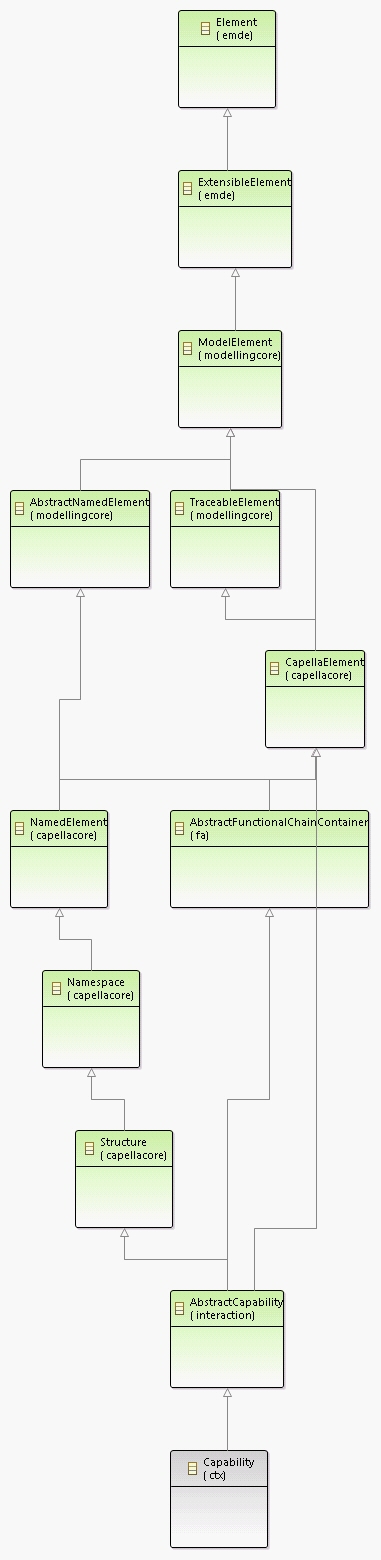 Element
( emde)
ExtensibleElement
( emde)
ModelElement
( modellingcore)
AbstractNamedElement
( modellingcore)
TraceableElement
( modellingcore)
CapellaElement
( capellacore)
NamedElement
( capellacore)
AbstractFunctionalChainContainer
( fa)
Namespace
( capellacore)
Structure
( capellacore)
AbstractCapability
( interaction)
Capability
( ctx)